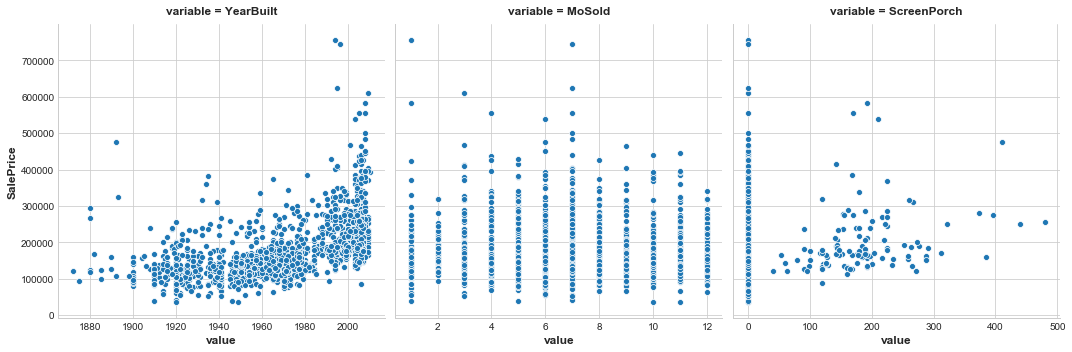 variable = YearBuilt
variable = MoSold
variable = ScreenPorch
SalePrice
700000
600000
500000
400000
300000
200000
100000
0
1880 1900 1920 1940 1960 1980 2000
2 4 6 8 10 12
0 100 200 300 400 500
value
value
value